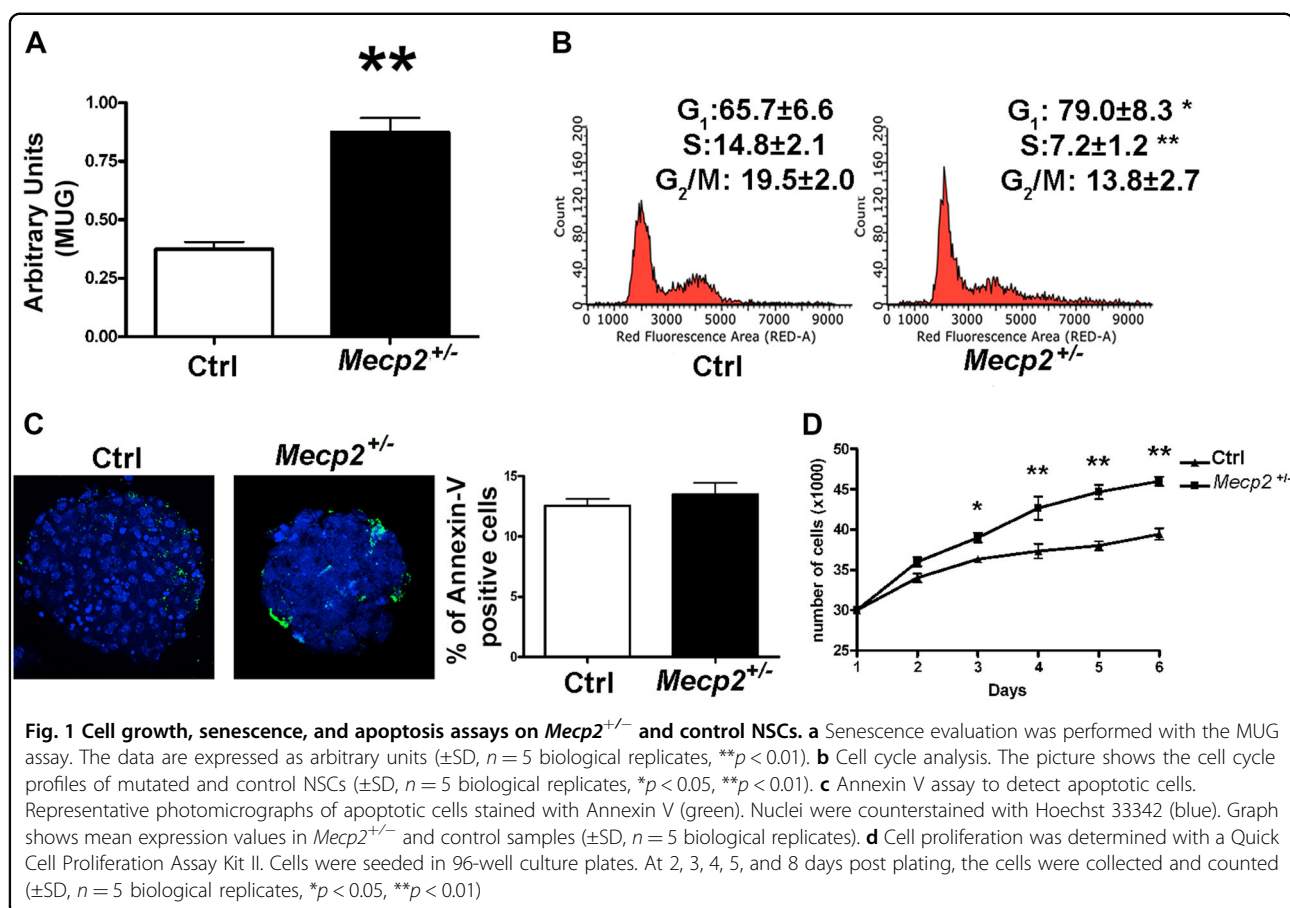 A
**
Arbitrary Units
(MUG)
1.00
0.75
0.50
0.25
0.00
Ctrl
Mecp2+/-
B
G1:65.7±6.6
S:14.8±2.1
G2/M: 19.5±2.0
Count
200
160
120
80
40
0
0 1000 3000 5000 7000 9000
Red Fluorescence Area (RED-A)
Ctrl
G1: 79.0±8.3 *
S:7.2±1.2 **
G2/M: 13.8±2.7
Count
200
160
120
80
40
0
0 1000 3000 5000 7000 9000
Red Fluorescence Area (RED-A)
Mecp2+/-
C
Ctrl
Mecp2+/-
% of Annexin-V
positive cells
15
10
5
0
Ctrl
Mecp2+/-
D
number of cells (x1000)
50
45
40
35
30
25
* ** ** **
1 2 3 4 5 6
Days
Ctrl
Mecp2 +/-
Fig. 1 Cell growth, senescence, and apoptosis assays on Mecp2+/− and control NSCs. a Senescence evaluation was performed with the MUG
assay. The data are expressed as arbitrary units (±SD, n = 5 biological replicates, **p < 0.01). b Cell cycle analysis. The picture shows the cell cycle
profiles of mutated and control NSCs (±SD, n = 5 biological replicates, *p < 0.05, **p < 0.01). c Annexin V assay to detect apoptotic cells.
Representative photomicrographs of apoptotic cells stained with Annexin V (green). Nuclei were counterstained with Hoechst 33342 (blue). Graph
shows mean expression values in Mecp2+/− and control samples (±SD, n = 5 biological replicates). d Cell proliferation was determined with a Quick
Cell Proliferation Assay Kit II. Cells were seeded in 96-well culture plates. At 2, 3, 4, 5, and 8 days post plating, the cells were collected and counted
(±SD, n = 5 biological replicates, *p < 0.05, **p < 0.01)